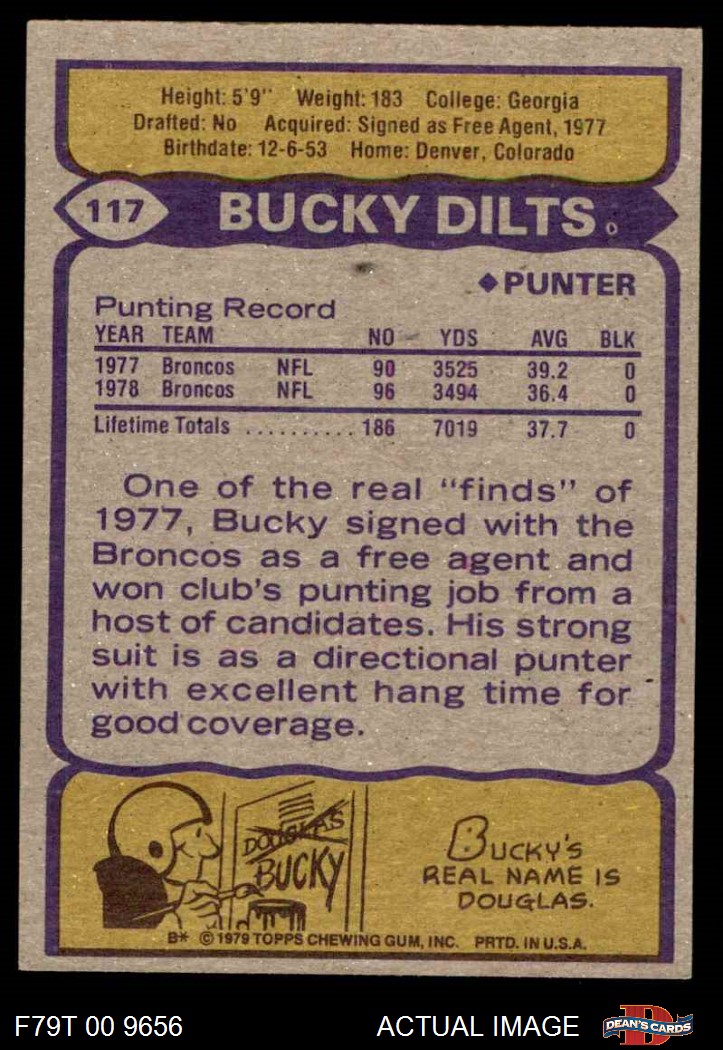 Height: 5'9" Weight: 183 College: Georgia
Drafted: No Acquired: Signed as Free Agent, 1977
Birthdate: 12-6-53 Home: Denver, Colorado
117 BUCKY DILTS
◆PUNTER
Punting Record
YEAR TEAM NO YDS AVG BLK
1977 Broncos NFL 90 3525 39.2 0
1978 Broncos NFL 96 3494 36.4 0
Lifetime Totals .......... 186 7019 37.7 0
One of the real "finds" of
1977, Bucky signed with the
Broncos as a free agent and
won club's punting job from a
host of candidates. His strong
suit is as a directional punter
with excellent hang time for
good coverage.
DOUGLAS
BUCKY
BUCKY'S
REAL NAME IS
DOUGLAS.
B* ©1979 TOPPS CHEWING GUM, INC. PRTD. IN U.S.A.
F79T 00 9656 ACTUAL IMAGE
D
DEAN'S CARDS